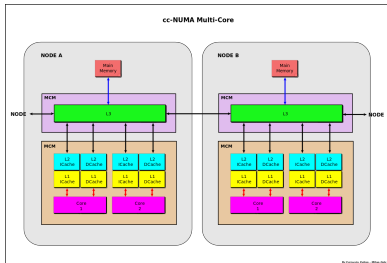 cc-NUMA Multi-Core
NODE A
NODE B
Main
Memory
Main
Memory
MCM
MCM
NODE
L3
L3
NODE
MCM
MCM
L2
ICache
L2
DCache
L2
ICache
L2
DCache
L2
ICache
L2
DCache
L2
ICache
L2
DCache
L1
ICache
L1
DCache
L1
ICache
L1
DCache
L1
ICache
L1
DCache
L1
ICache
L1
DCache
Core
Core
Core
Core